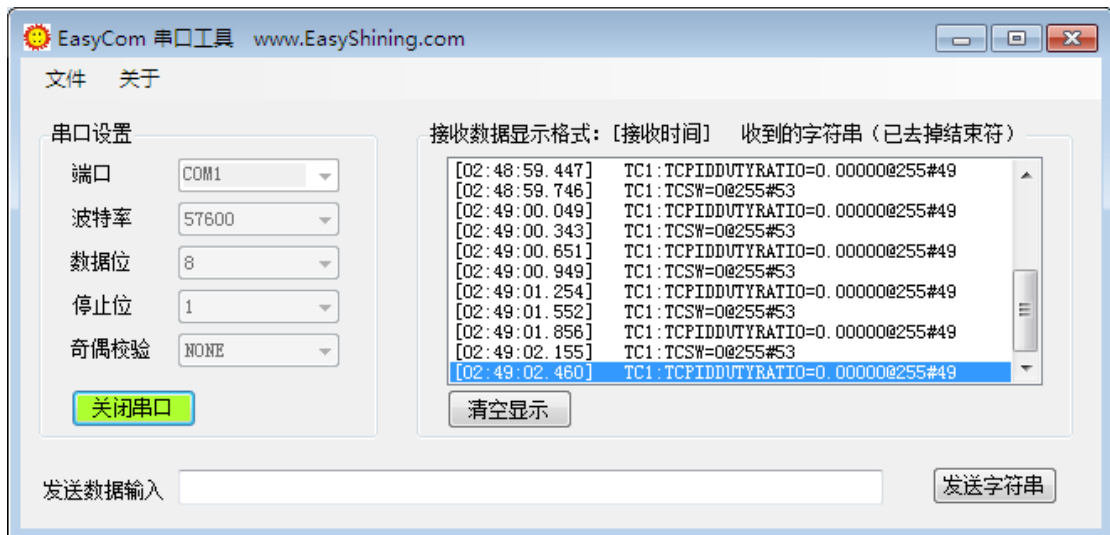 EasyCom 串口工具 www.EasyShining.com
文件 关于
串口设置
端口 COM1
波特率 57600
数据位 8
停止位 1
奇偶校验 NONE
关闭串口
接收数据显示格式：[接收时间] 收到的字符串（已去掉结束符）
[02:48:59.447] TC1:TCPIDDUTYRATIO=0.00000@255#49
[02:48:59.746] TC1:TCSW=0@255#53
[02:49:00.049] TC1:TCPIDDUTYRATIO=0.00000@255#49
[02:49:00.343] TC1:TCSW=0@255#53
[02:49:00.651] TC1:TCPIDDUTYRATIO=0.00000@255#49
[02:49:00.949] TC1:TCSW=0@255#53
[02:49:01.254] TC1:TCPIDDUTYRATIO=0.00000@255#49
[02:49:01.552] TC1:TCSW=0@255#53
[02:49:01.856] TC1:TCPIDDUTYRATIO=0.00000@255#49
[02:49:02.155] TC1:TCSW=0@255#53
[02:49:02.460] TC1:TCPIDDUTYRATIO=0.00000@255#49
清空显示
发送数据输入
发送字符串